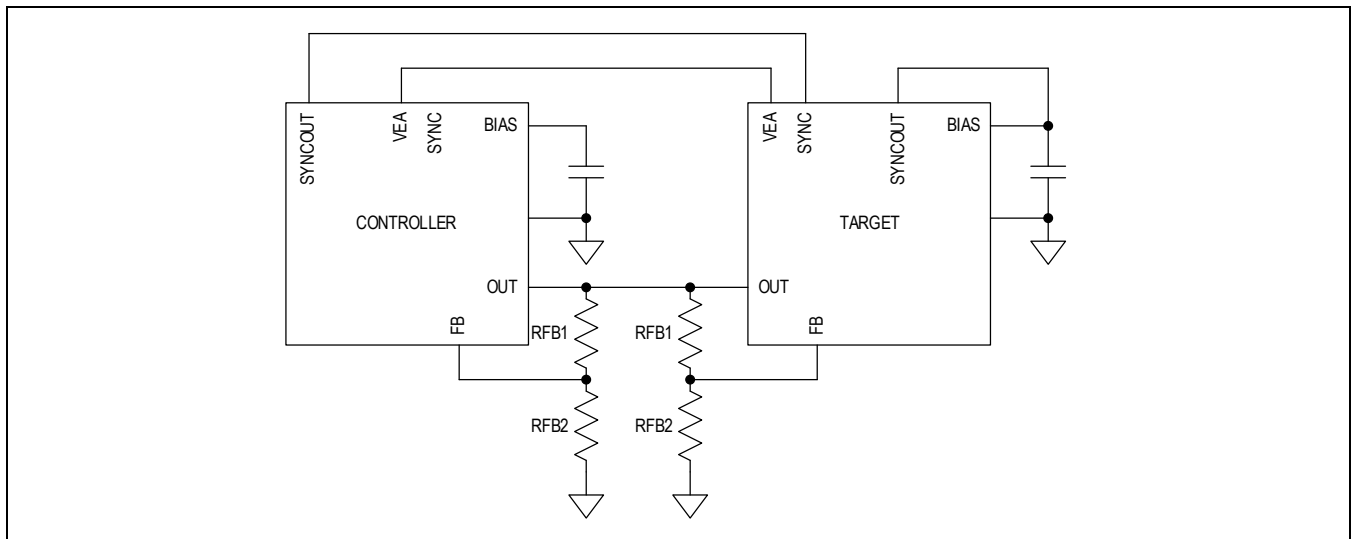 SYNCOUT
VEA
SYNC
BIAS
CONTROLLER
OUT
FB
RFB1
RFB2
VEA
SYNC
SYNCOUT
BIAS
TARGET
OUT
FB
RFB1
RFB2